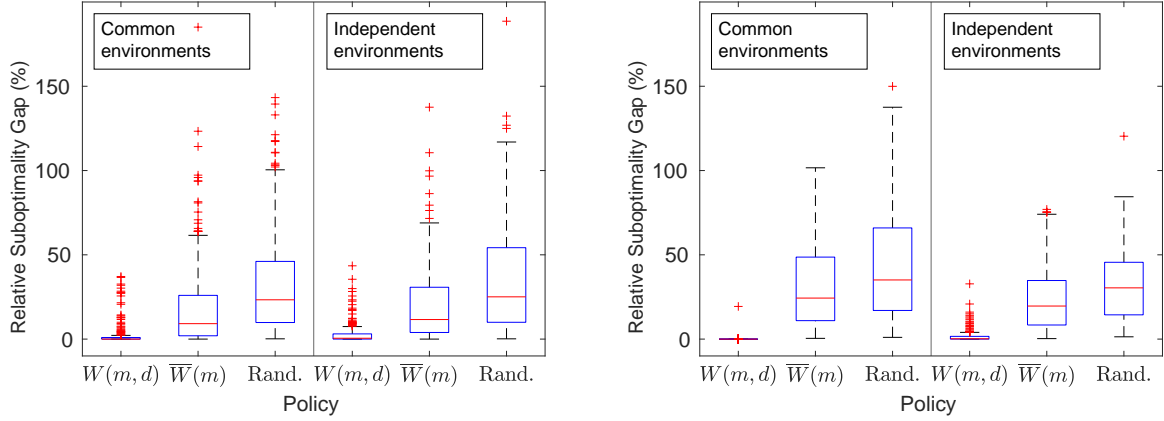 Common
environments
Independent
environments
Relative Suboptimality Gap (%)
150
100
50
0
W(m, d) W̅(m) Rand. W(m, d) W̅(m) Rand.
Policy
Common
environments
Independent
environments
Relative Suboptimality Gap (%)
150
100
50
0
W(m, d) W̅(m) Rand. W(m, d) W̅(m) Rand.
Policy